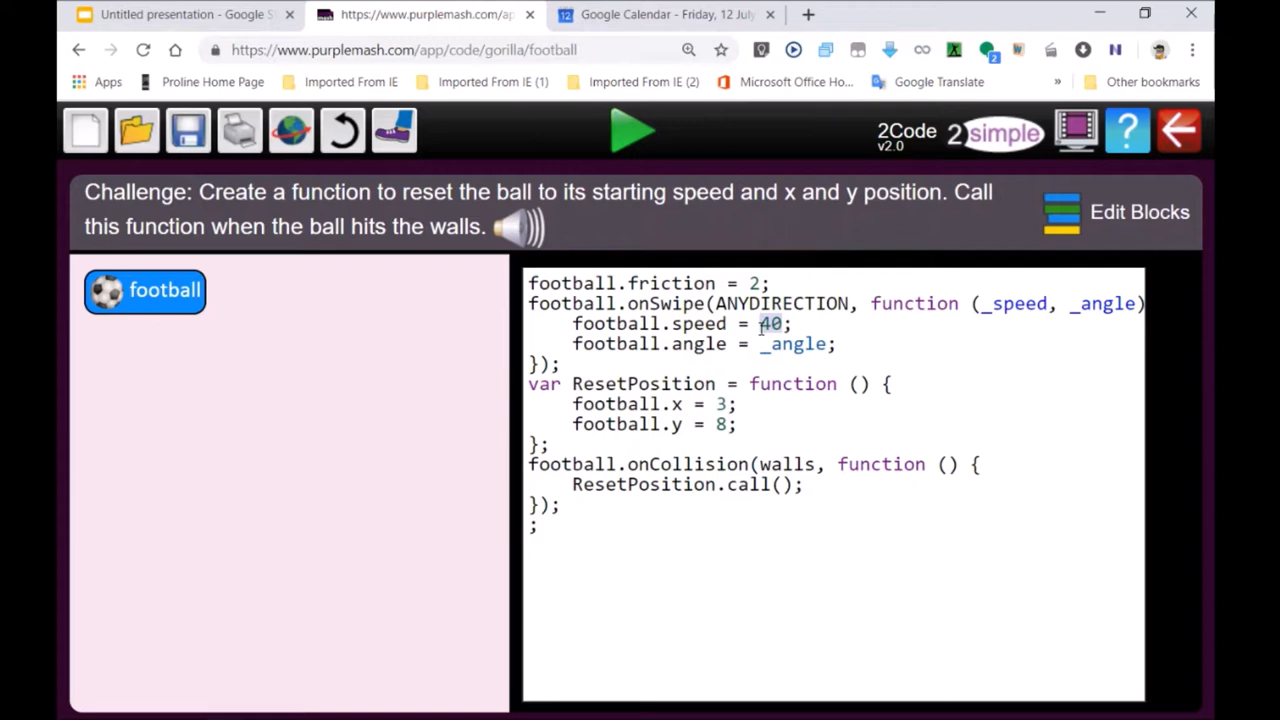 Untitled presentation - Google S
https://www.purplemash.com/ap
Google Calendar - Friday, 12 July
https://www.purplemash.com/app/code/gorilla/football
2
Apps
Proline Home Page
Imported From IE
Imported From IE (1)
Imported From IE (2)
Microsoft Office Ho...
Google Translate
»
Other bookmarks
2Code
v2.0
2simple
?
Challenge: Create a function to reset the ball to its starting speed and x and y position. Call
this function when the ball hits the walls.
Edit Blocks
football
football.friction = 2;
football.onSwipe(ANYDIRECTION, function (_speed, _angle)
football.speed = 40;
football.angle = _angle;
});
var ResetPosition = function () {
football.x = 3;
football.y = 8;
};
football.onCollision(walls, function () {
ResetPosition.call();
});
;